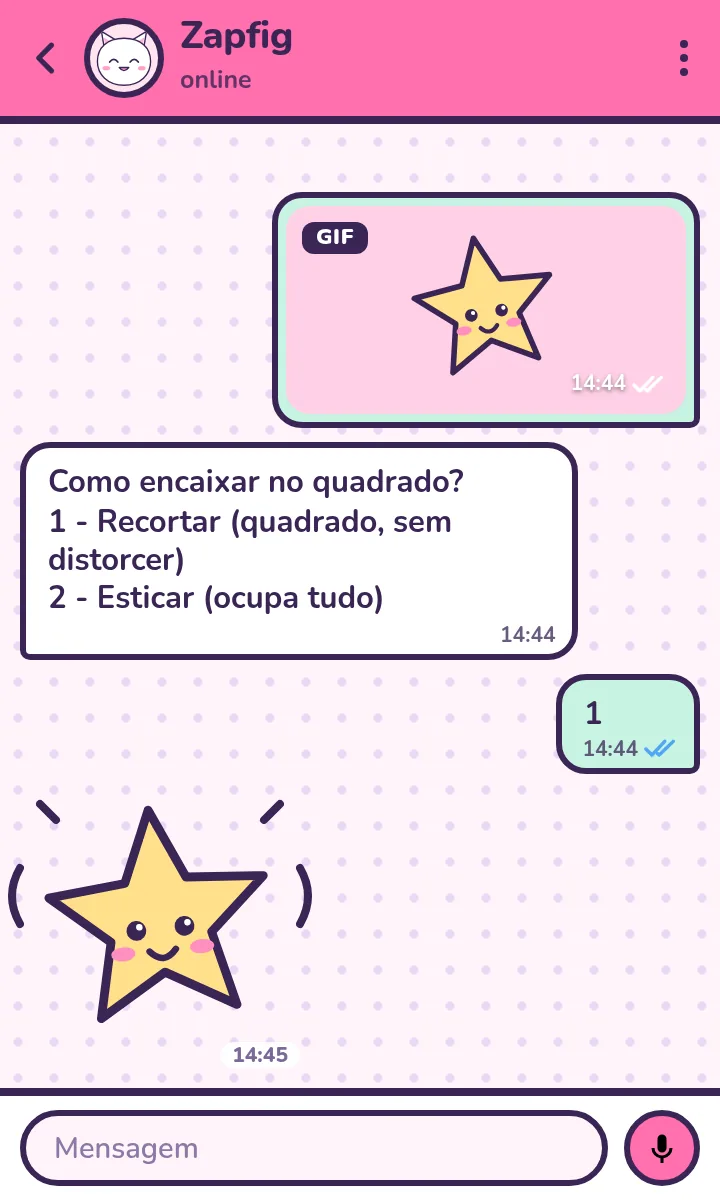 Zapfig
online
GIF
14:44
Como encaixar no quadrado?
1 - Recortar (quadrado, sem
distorcer)
2 - Esticar (ocupa tudo)
14:44
1
14:44
14:45
Mensagem